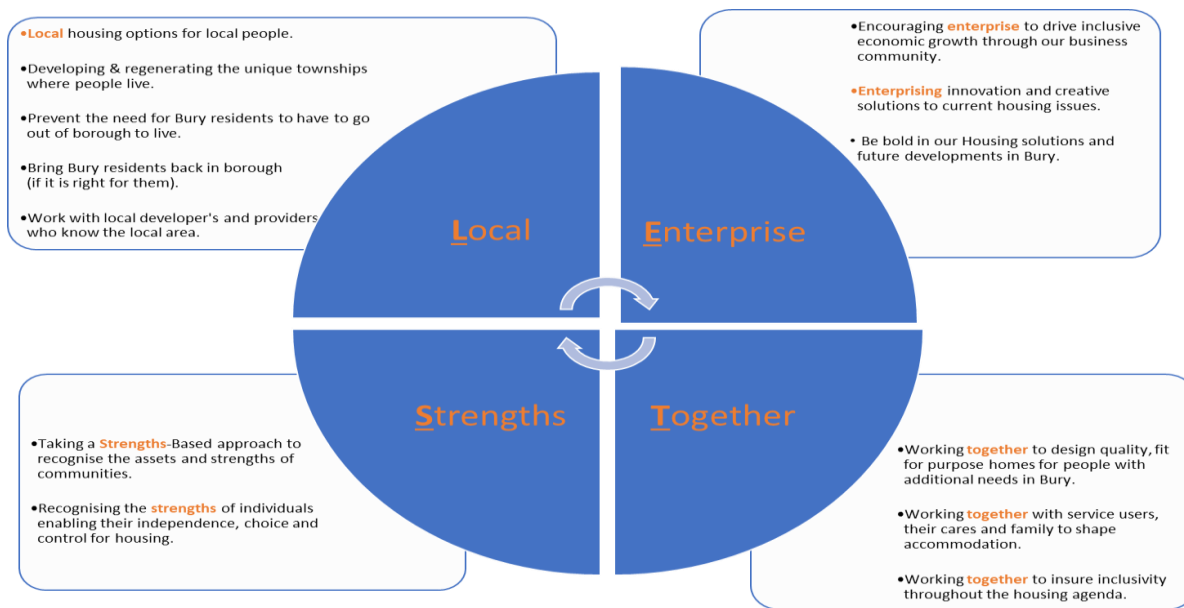 •Local housing options for local people.
•Developing & regenerating the unique townships
where people live.
•Prevent the need for Bury residents to have to go
out of borough to live.
•Bring Bury residents back in borough
(if it is right for them).
•Work with local developer's and providers
who know the local area.
•Encouraging enterprise to drive inclusive
economic growth through our business
community.
•Enterprising innovation and creative
solutions to current housing issues.
• Be bold in our Housing solutions and
future developments in Bury.
Local
Enterprise
Strengths
Together
•Taking a Strengths-Based approach to
recognise the assets and strengths of
communities.
•Recognising the strengths of individuals
enabling their independence, choice and
control for housing.
•Working together to design quality, fit
for purpose homes for people with
additional needs in Bury.
•Working together with service users,
their cares and family to shape
accommodation.
•Working together to insure inclusivity
throughout the housing agenda.